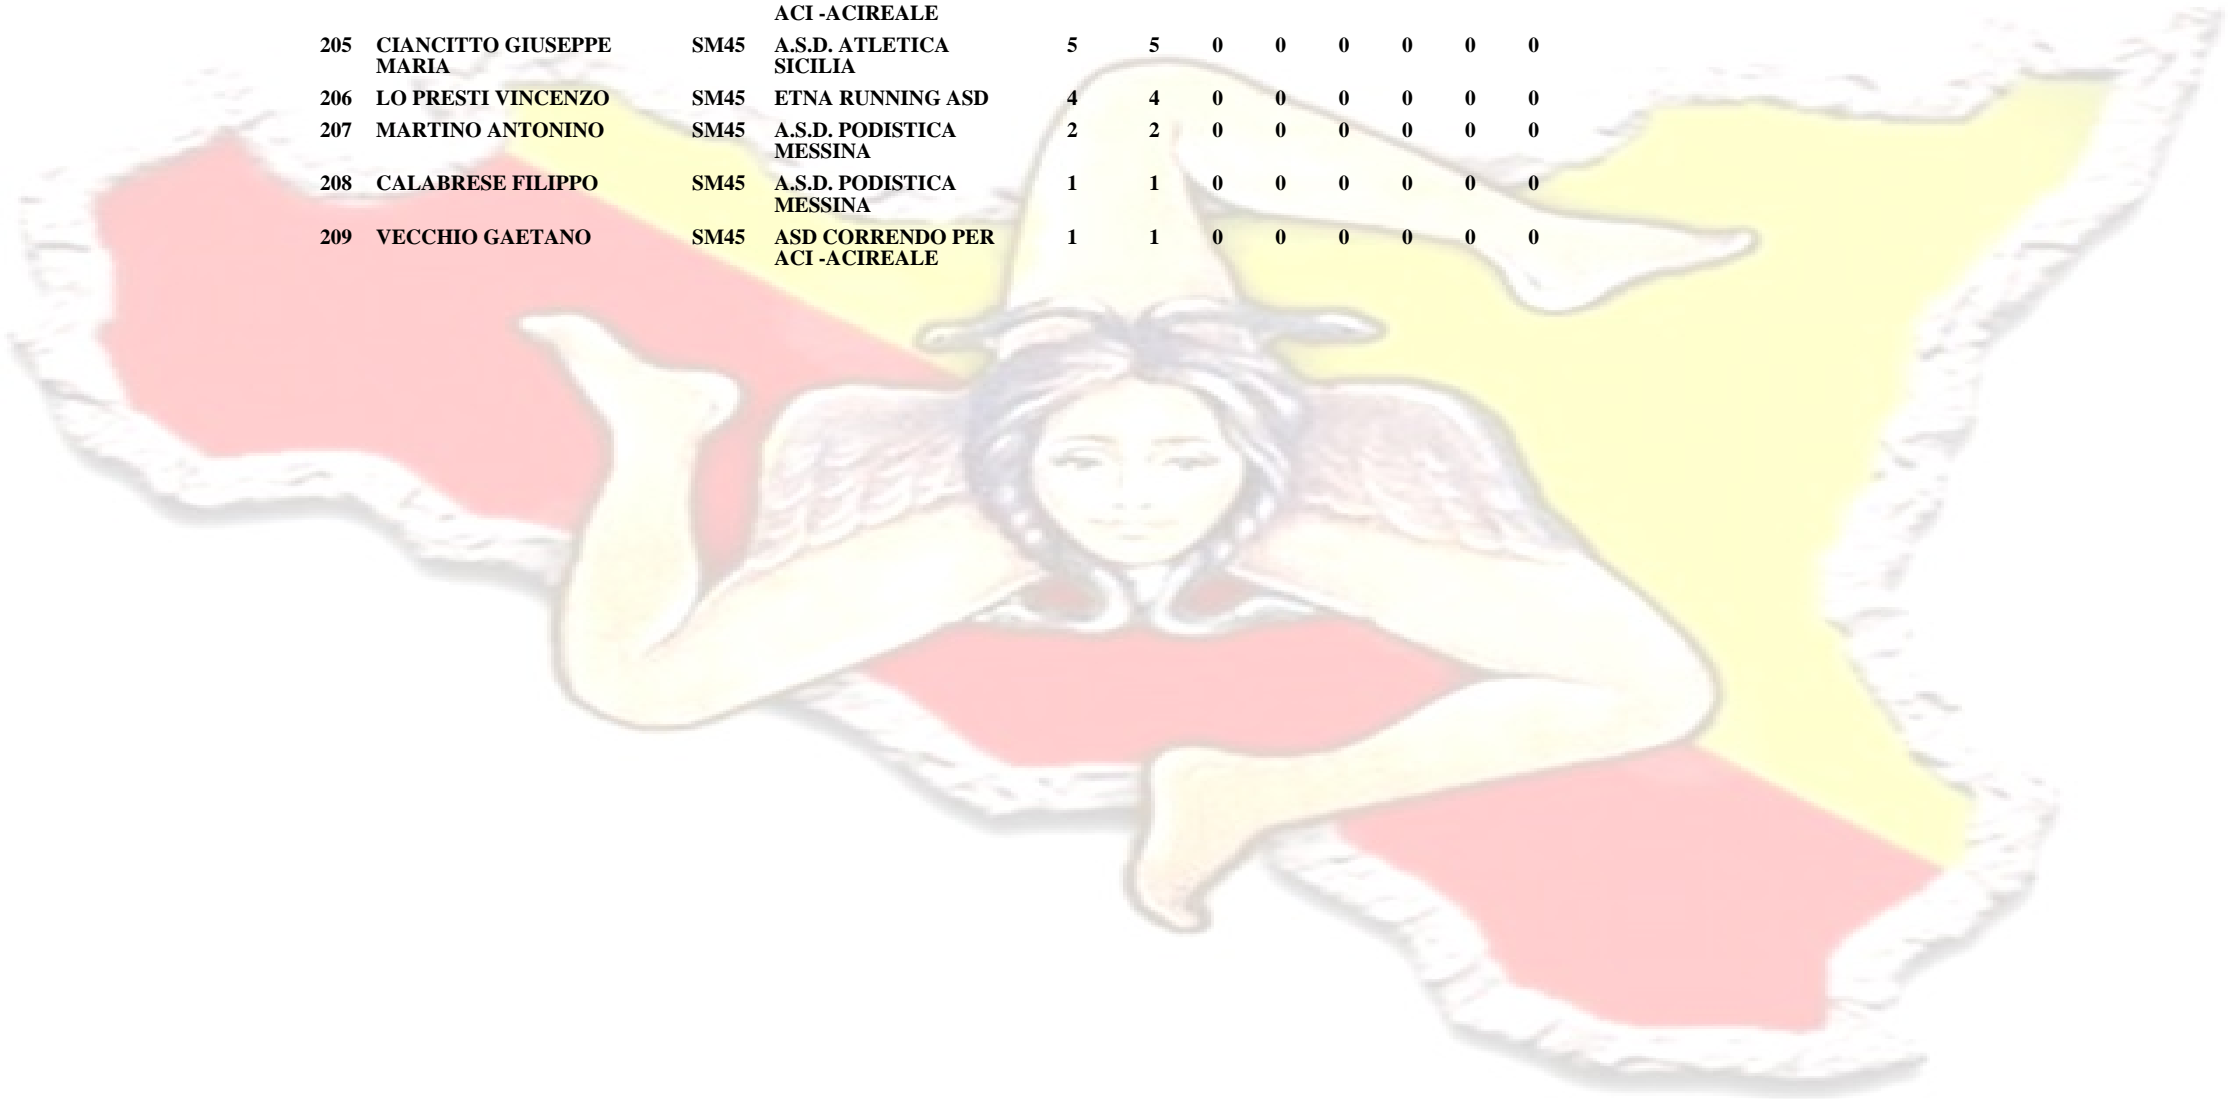 ACI -ACIREALE
205 CIANCITTO GIUSEPPE SM45 A.S.D. ATLETICA 5 5 0 0 0 0 0 0
MARIA SICILIA
206 LO PRESTI VINCENZO SM45 ETNA RUNNING ASD 4 4 0 0 0 0 0 0
207 MARTINO ANTONINO SM45 A.S.D. PODISTICA 2 2 0 0 0 0 0 0
MESSINA
208 CALABRESE FILIPPO SM45 A.S.D. PODISTICA 1 1 0 0 0 0 0 0
MESSINA
209 VECCHIO GAETANO SM45 ASD CORRENDO PER 1 1 0 0 0 0 0 0
ACI -ACIREALE